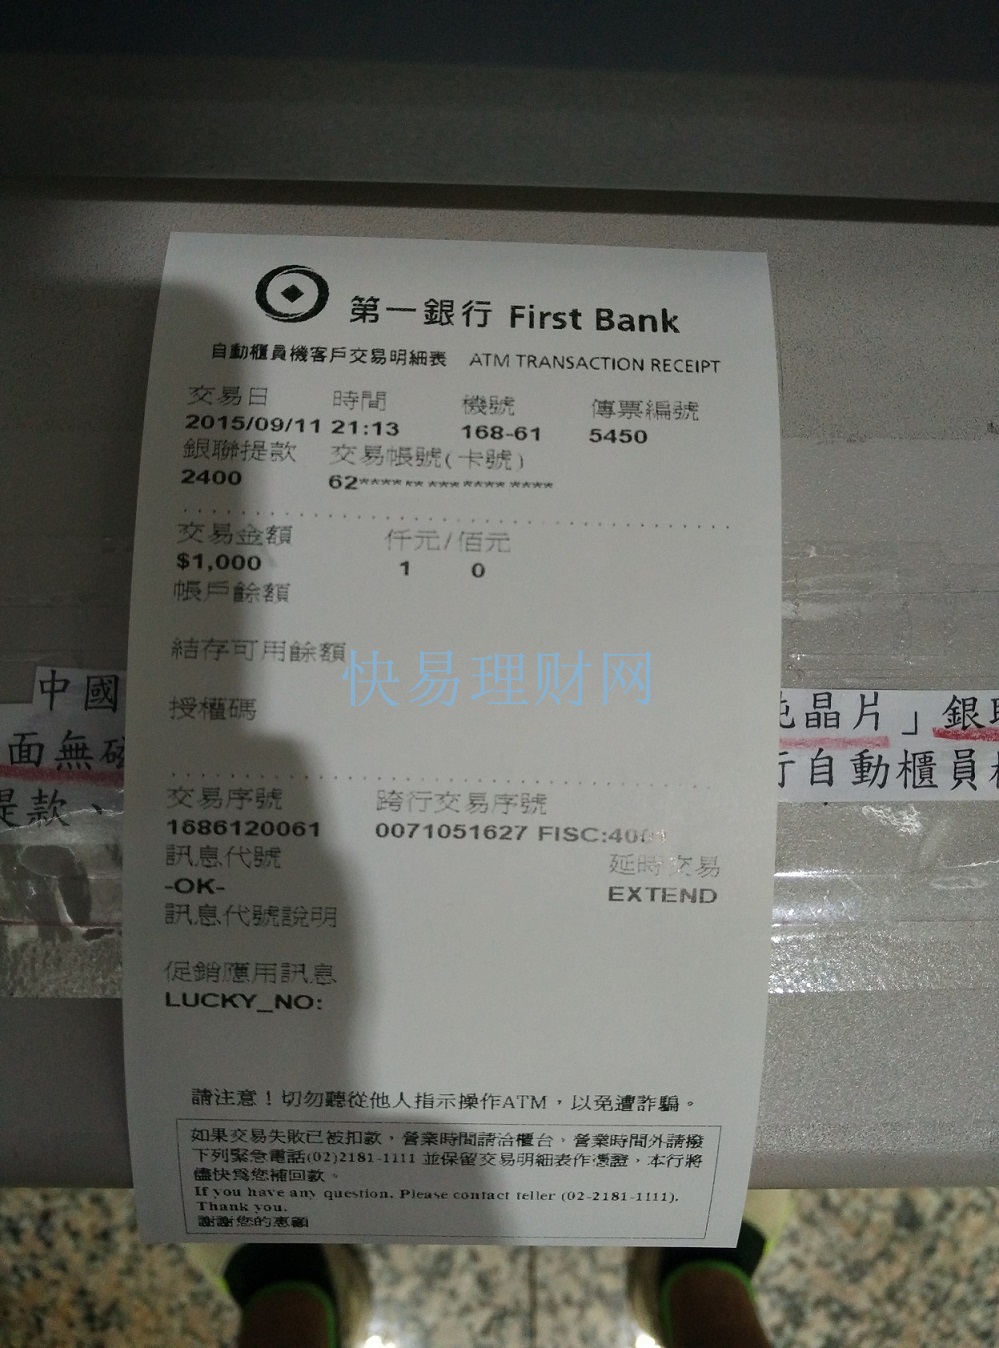 第一銀行 First Bank
自動櫃員機客戶交易明細表 ATM TRANSACTION RECEIPT
交易日 時間 機號 傳票編號
2015/09/11 21:13 168-61 5450
銀聯提款 交易帳號(卡號)
2400 62**** ** *** **** ****
交易金額 仟元/佰元
$1,000 1 0
帳戶餘額
結存可用餘額
快易理财网
授權碼
中國
面無
提款、
晶片」銀
行自動櫃員
交易序號 跨行交易序號
1686120061 0071051627 FISC:4001
訊息代號 延時交易
-OK- EXTEND
訊息代號說明
促銷應用訊息
LUCKY_NO:
請注意！切勿聽從他人指示操作ATM，以免遭詐騙。
如果交易失敗已被扣款，營業時間請洽櫃台，營業時間外請撥
下列緊急電話(02)2181-1111 並保留交易明細表作憑證，本行將
儘快為您補回款。
If you have any question. Please contact teller (02-2181-1111).
Thank you.
謝謝您的惠顧